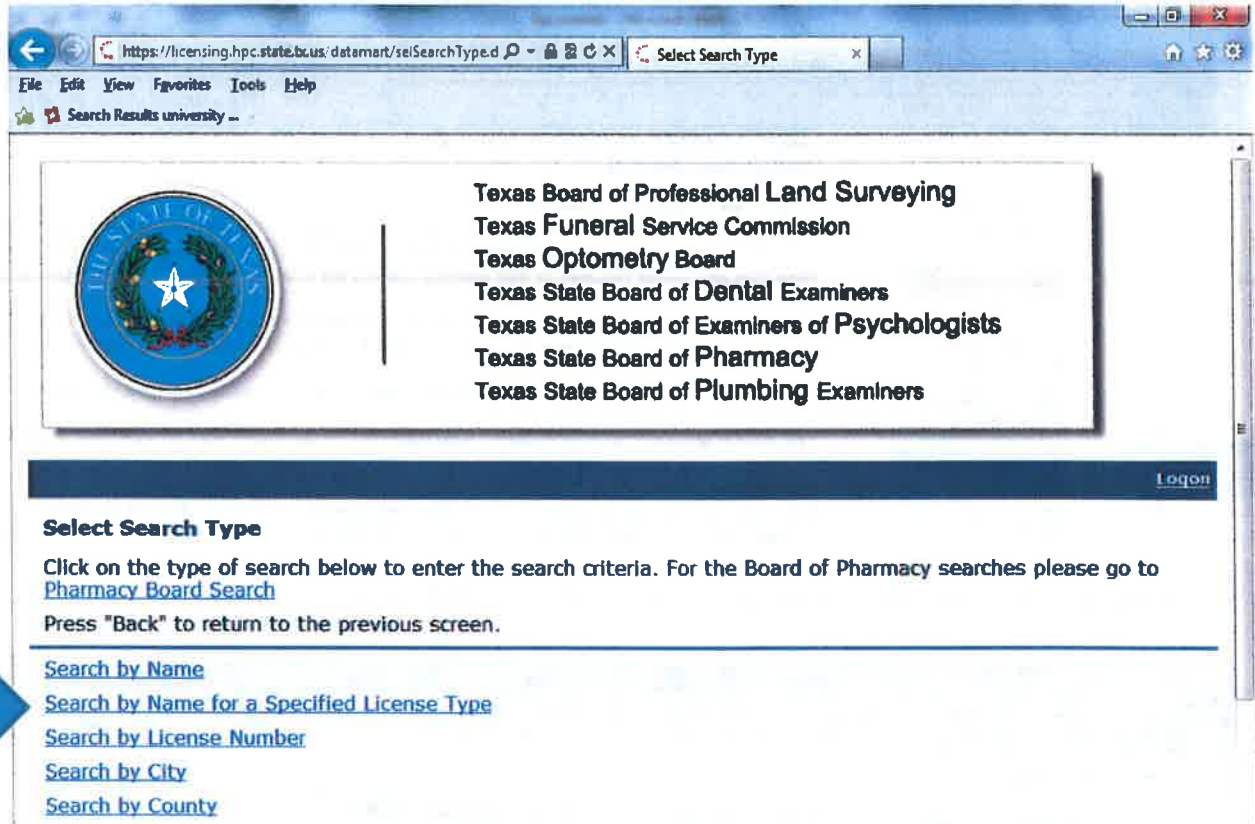 https://licensing.hpc.state.tx.us/datamart/selSearchType.d
Select Search Type
File Edit View Favorites Tools Help
Search Results university ...
THE STATE OF TEXAS
Texas Board of Professional Land Surveying
Texas Funeral Service Commission
Texas Optometry Board
Texas State Board of Dental Examiners
Texas State Board of Examiners of Psychologists
Texas State Board of Pharmacy
Texas State Board of Plumbing Examiners
Logon
Select Search Type
Click on the type of search below to enter the search criteria. For the Board of Pharmacy searches please go to
Pharmacy Board Search
Press "Back" to return to the previous screen.
Search by Name
Search by Name for a Specified License Type
Search by License Number
Search by City
Search by County